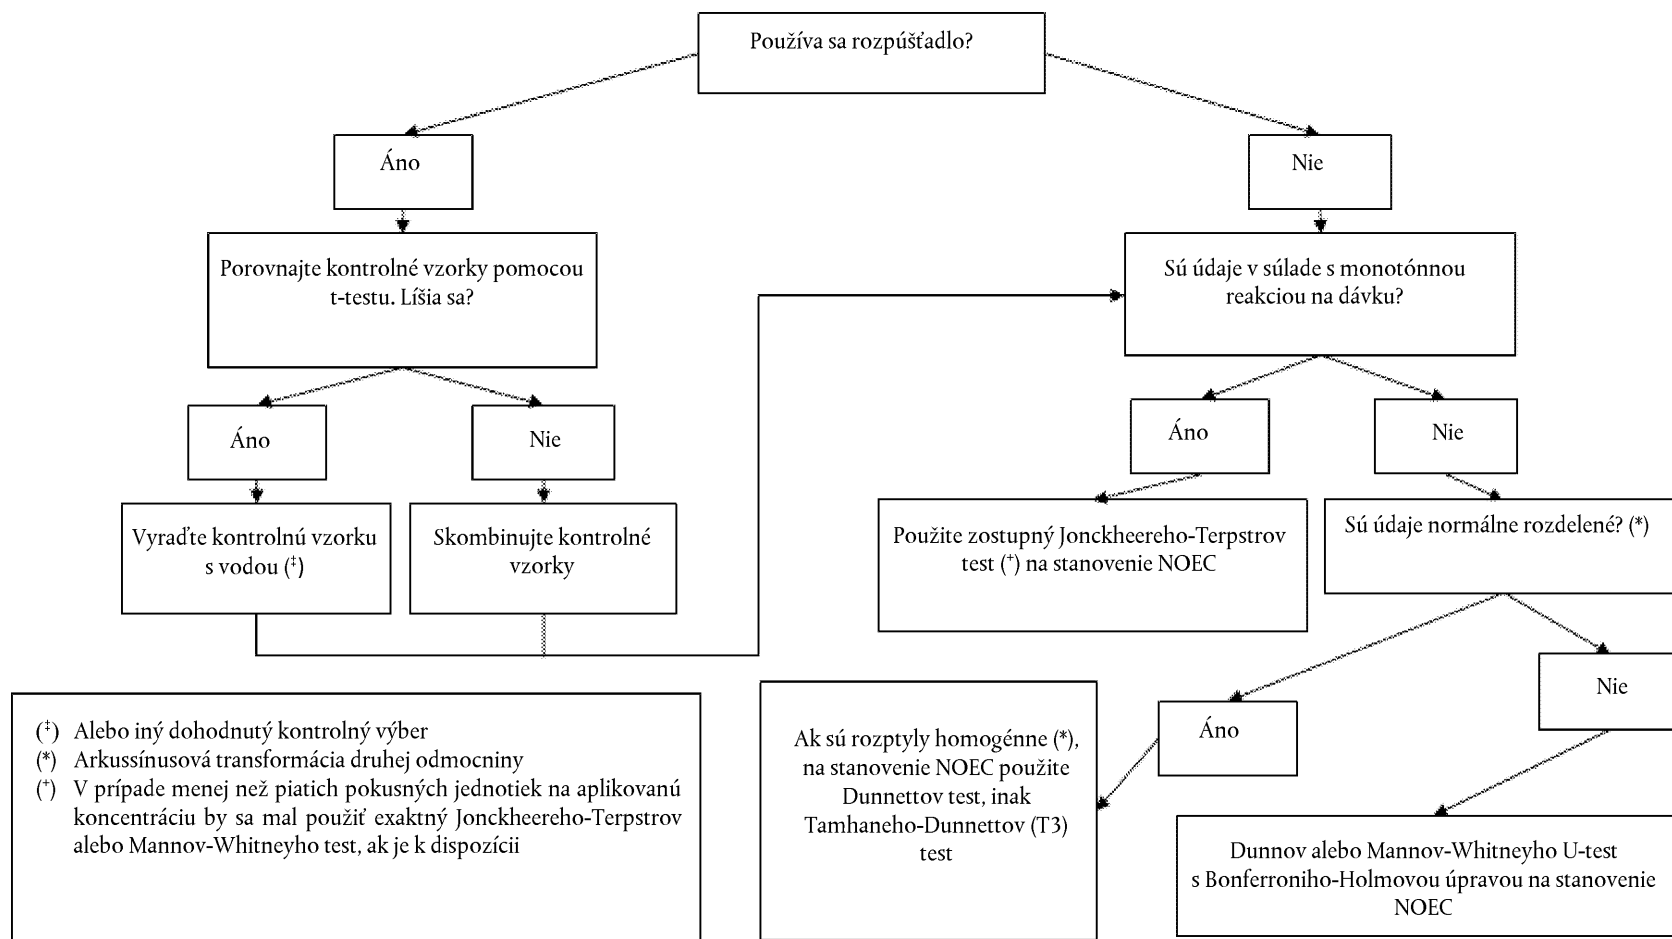 Používa sa rozpúšťadlo?
Áno
Nie
Porovnajte kontrolné vzorky pomocou
t-testu. Líšia sa?
Sú údaje v súlade s monotónnou
reakciou na dávku?
Áno
Nie
Áno
Nie
Vyraďte kontrolnú vzorku
s vodou (‡)
Skombinujte kontrolné
vzorky
Použite zostupný Jonckheereho-Terpstrov
test (+) na stanovenie NOEC
Sú údaje normálne rozdelené? (*)
Áno
Nie
(‡) Alebo iný dohodnutý kontrolný výber
(*) Arkussínusová transformácia druhej odmocniny
(+) V prípade menej než piatich pokusných jednotiek na aplikovanú
koncentráciu by sa mal použiť exaktný Jonckheereho-Terpstrov
alebo Mannov-Whitneyho test, ak je k dispozícii
Ak sú rozptyly homogénne (*),
na stanovenie NOEC použite
Dunnettov test, inak
Tamhaneho-Dunnettov (T3)
test
Dunnov alebo Mannov-Whitneyho U-test
s Bonferroniho-Holmovou úpravou na stanovenie
NOEC